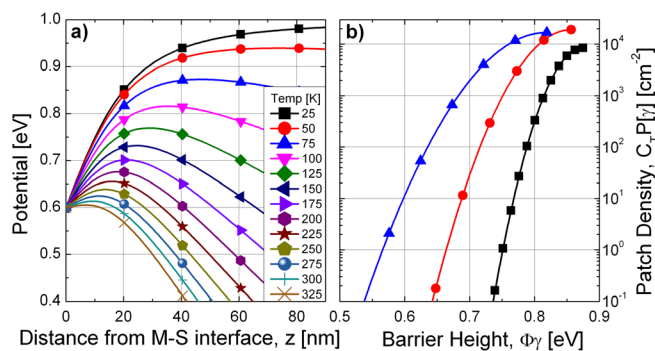 a)
Potential [eV]
1.0
0.9
0.8
0.7
0.6
0.5
0.4
0 20 40 60 80
Distance from M-S interface, z [nm]
Temp [K]
25
50
75
100
125
150
175
200
225
250
275
300
325
b)
10^4
10^3
10^2
10^1
10^0
10^-1
Patch Density, C₁P[γ] [cm^-2]
0.5 0.6 0.7 0.8 0.9
Barrier Height, Φγ [eV]